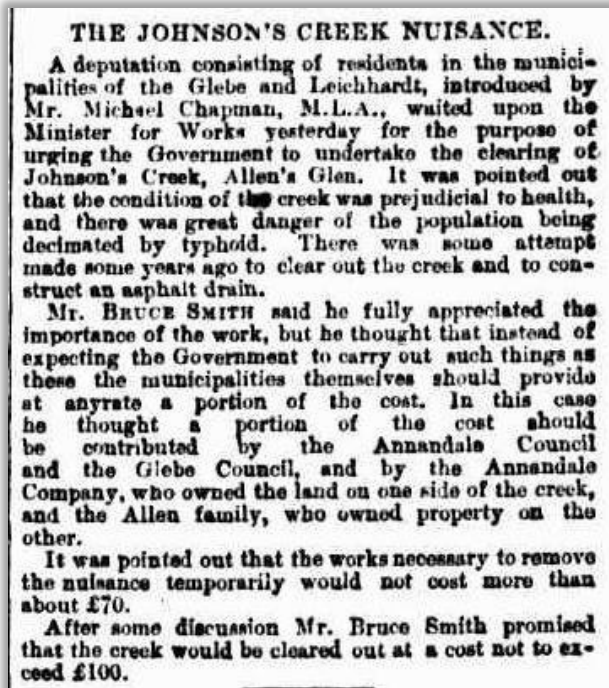 THE JOHNSON'S CREEK NUISANCE.
A deputation consisting of residents in the munici-
palities of the Glebe and Leichhardt, introduced by
Mr. Michael Chapman, M.L.A., waited upon the
Minister for Works yesterday for the purpose of
urging the Government to undertake the clearing of
Johnson's Creek, Allen's Glen. It was pointed out
that the condition of the creek was prejudicial to health,
and there was great danger of the population being
decimated by typhoid. There was some attempt
made some years ago to clear out the creek and to con-
struct an asphalt drain.
Mr. BRUCE SMITH said he fully appreciated the
importance of the work, but he thought that instead of
expecting the Government to carry out such things as
these the municipalities themselves should provide
at anyrate a portion of the cost. In this case
he thought a portion of the cost should
be contributed by the Annandale Council
and the Glebe Council, and by the Annandale
Company, who owned the land on one side of the creek,
and the Allen family, who owned property on the
other.
It was pointed out that the works necessary to remove
the nuisance temporarily would not cost more than
about £70.
After some discussion Mr. Bruce Smith promised
that the creek would be cleared out at a cost not to ex-
ceed £100.